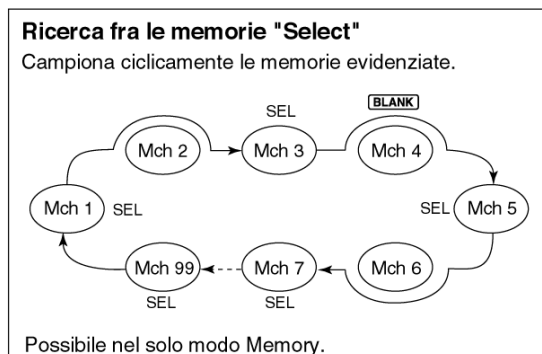 Ricerca fra le memorie "Select"
Campiona ciclicamente le memorie evidenziate.
BLANK
SEL
Mch 2
Mch 3
Mch 4
Mch 1
SEL
SEL
Mch 5
Mch 99
Mch 7
Mch 6
SEL
SEL
Possibile nel solo modo Memory.